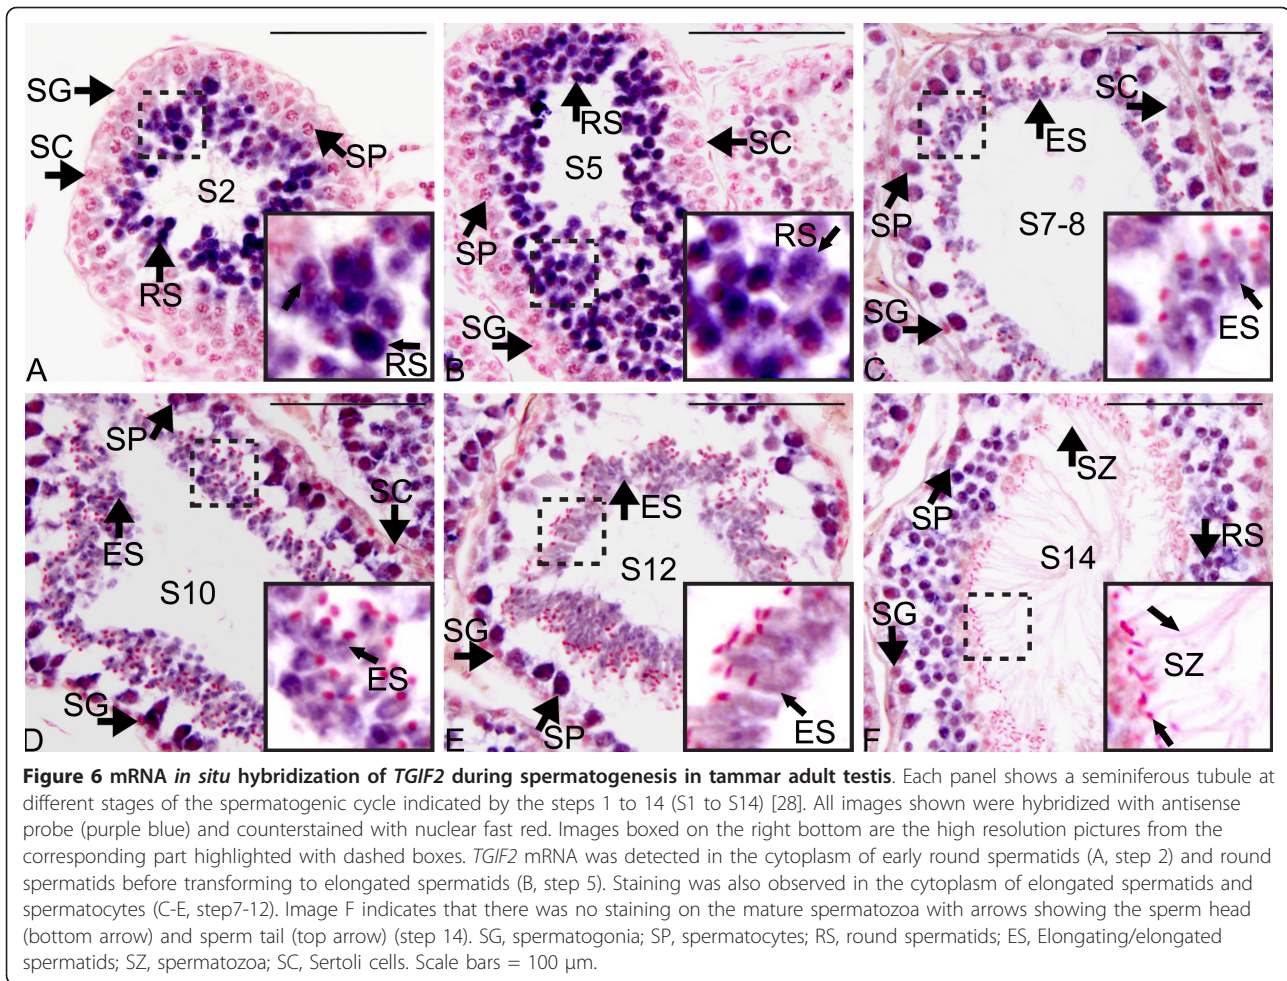 SG
SC
S2
SP
RS
RS
A
RS
S5
SC
SP
SG
RS
B
SC
ES
SP
S7-8
SG
ES
C
SP
SC
ES
S10
SG
ES
D
ES
S12
SG
SP
ES
E
SZ
SP
RS
S14
SG
SZ
F
Figure 6 mRNA in situ hybridization of TGIF2 during spermatogenesis in tammar adult testis. Each panel shows a seminiferous tubule at
different stages of the spermatogenic cycle indicated by the steps 1 to 14 (S1 to S14) [28]. All images shown were hybridized with antisense
probe (purple blue) and counterstained with nuclear fast red. Images boxed on the right bottom are the high resolution pictures from the
corresponding part highlighted with dashed boxes. TGIF2 mRNA was detected in the cytoplasm of early round spermatids (A, step 2) and round
spermatids before transforming to elongated spermatids (B, step 5). Staining was also observed in the cytoplasm of elongated spermatids and
spermatocytes (C-E, step7-12). Image F indicates that there was no staining on the mature spermatozoa with arrows showing the sperm head
(bottom arrow) and sperm tail (top arrow) (step 14). SG, spermatogonia; SP, spermatocytes; RS, round spermatids; ES, Elongating/elongated
spermatids; SZ, spermatozoa; SC, Sertoli cells. Scale bars = 100 μm.